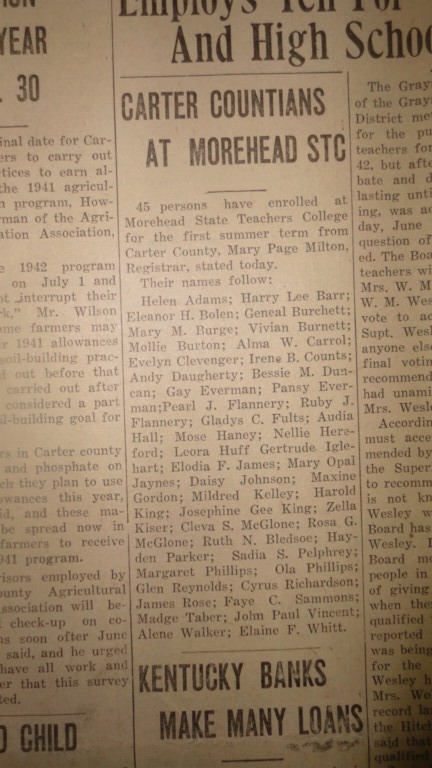 ION
YEAR
. 30
inal date for Car-
ers to carry out
tices to earn al-
the 1941 agricul-
n program, How-
rman of the Agri-
ation Association,
e 1942 program
on July 1 and
ot interrupt their
rk," Mr. Wilson
ome farmers may
r 1941 allowances
soil-building prac-
d out before that
carried out after
considered a part
il-building goal for
rs in Carter county
and phosphate on
ch they plan to use
owances this year,
id, and these ma-
be spread now in
farmers to receive
941 program.
visors employed by
ounty Agricultural
ssociation will be-
l check-up on co-
ns soon ofter June
said, and he urged
have all work and
er that this survey
ted.
D CHILD
Employs Ten For
And High Schoo
CARTER COUNTIANS
AT MOREHEAD STC
45 persons have enrolled at
Morehead State Teachers College
for the first summer term from
Carter County, Mary Page Milton,
Registrar, stated today.
Their names follow:
Helen Adams; Harry Lee Barr;
Eleanor H. Bolen; Geneal Burchett;
Mary M. Burge; Vivian Burnett;
Mollie Burton; Alma W. Carrol;
Evelyn Clevenger; Irene B. Counts;
Andy Daugherty; Bessie M. Dun-
can; Gay Everman; Pansy Ever-
man;Pearl J. Flannery; Ruby J.
Flannery; Gladys C. Fults; Audia
Hall; Mose Haney; Nellie Here-
ford; Leora Huff Gertrude Igle-
hart; Elodia F. James; Mary Opal
Jaynes; Daisy Johnson; Maxine
Gordon; Mildred Kelley; Harold
King; Josephine Gee King; Zella
Kiser; Cleva S. McGlone; Rosa G.
McGlone; Ruth N. Bledsoe; Hay-
den Parker; Sadia S. Pelphrey;
Margaret Phillips; Ola Phillips;
Glen Reynolds; Cyrus Richardson;
James Rose; Faye C. Sammons;
Madge Taber; John Paul Vincent;
Alene Walker; Elaine F. Whitt.
KENTUCKY BANKS
MAKE MANY LOANS
The Gray
of the Gray
District me
for the pu
teachers for
42, but afte
bate and d
lasting unti
ing, was ad
day, June
question of
ed. The Boa
teachers wi
Mrs. W. M
W. M. Wes
vote to ac
Supt. Wesl
anyone else
final votin
recommend
had unami
Mrs. Wesle
Accordin
must acce
mended by
the Super
to recomm
is not kn
Wesley w
Board has
Wesley. I
Board me
people in
of giving
when the
qualified
reported
was being
for the
Wesley h
Mrs. Wo
record la
the Hitch
said that
qualified